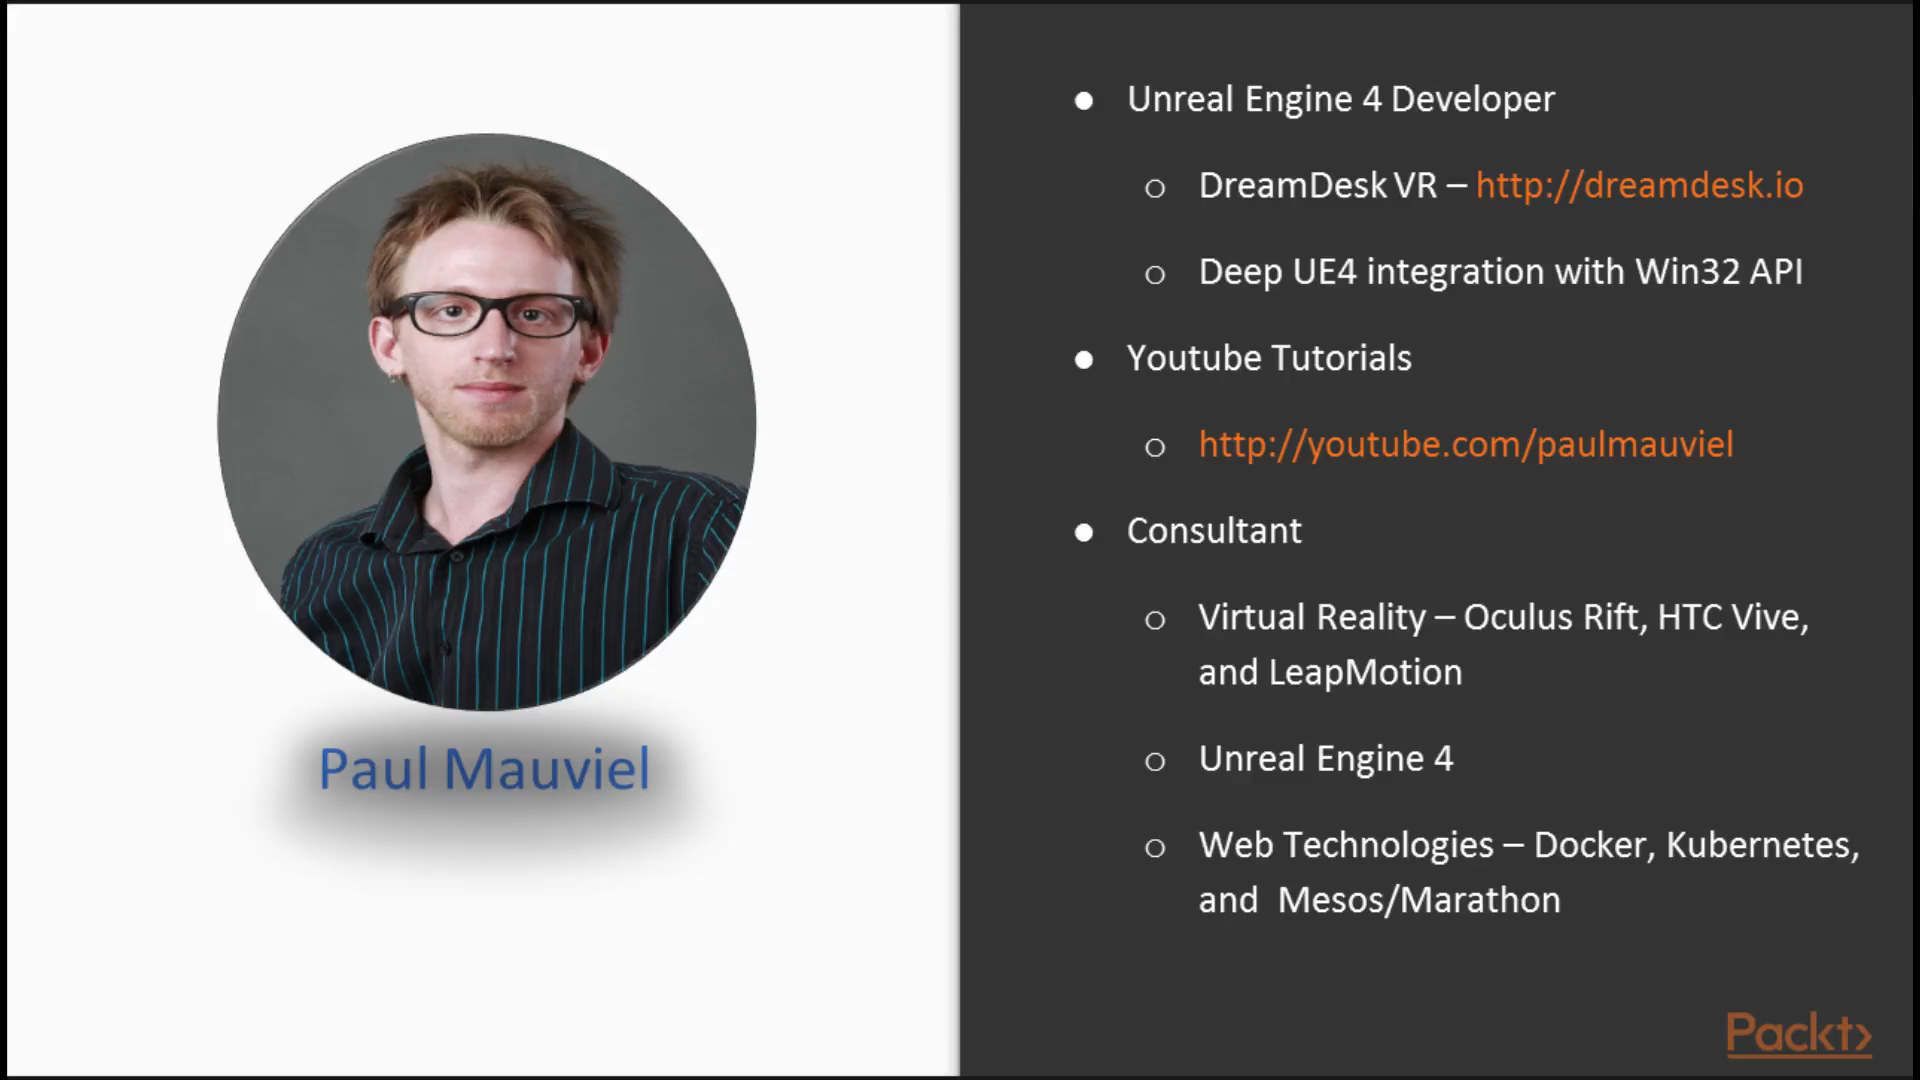 Paul Mauviel
Unreal Engine 4 Developer
DreamDesk VR – http://dreamdesk.io
Deep UE4 integration with Win32 API
Youtube Tutorials
http://youtube.com/paulmauviel
Consultant
Virtual Reality – Oculus Rift, HTC Vive,
and LeapMotion
Unreal Engine 4
Web Technologies – Docker, Kubernetes,
and Mesos/Marathon
Packt